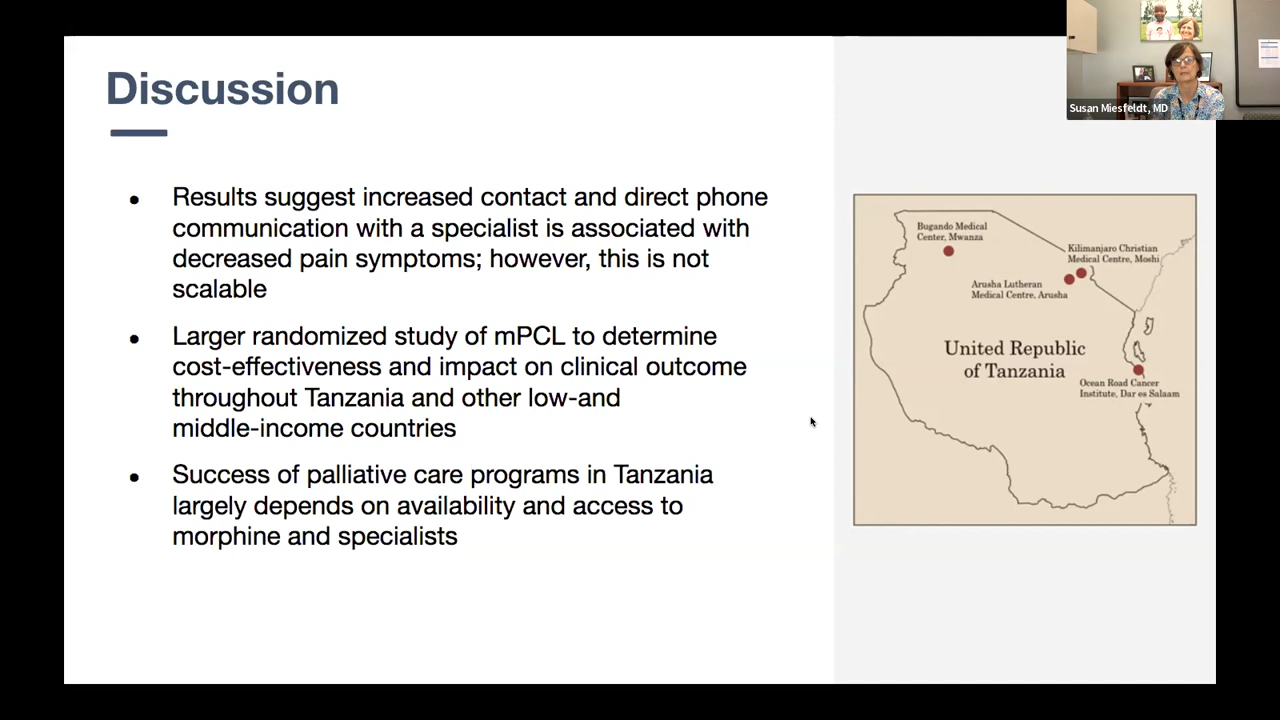 Susan Miesfeldt, MD
Discussion
● Results suggest increased contact and direct phone
communication with a specialist is associated with
decreased pain symptoms; however, this is not
scalable
● Larger randomized study of mPCL to determine
cost-effectiveness and impact on clinical outcome
throughout Tanzania and other low-and
middle-income countries
● Success of palliative care programs in Tanzania
largely depends on availability and access to
morphine and specialists
Bugando Medical
Center, Mwanza
Kilimanjaro Christian
Medical Centre, Moshi
Arusha Lutheran
Medical Centre, Arusha
United Republic
of Tanzania
Ocean Road Cancer
Institute, Dar es Salaam